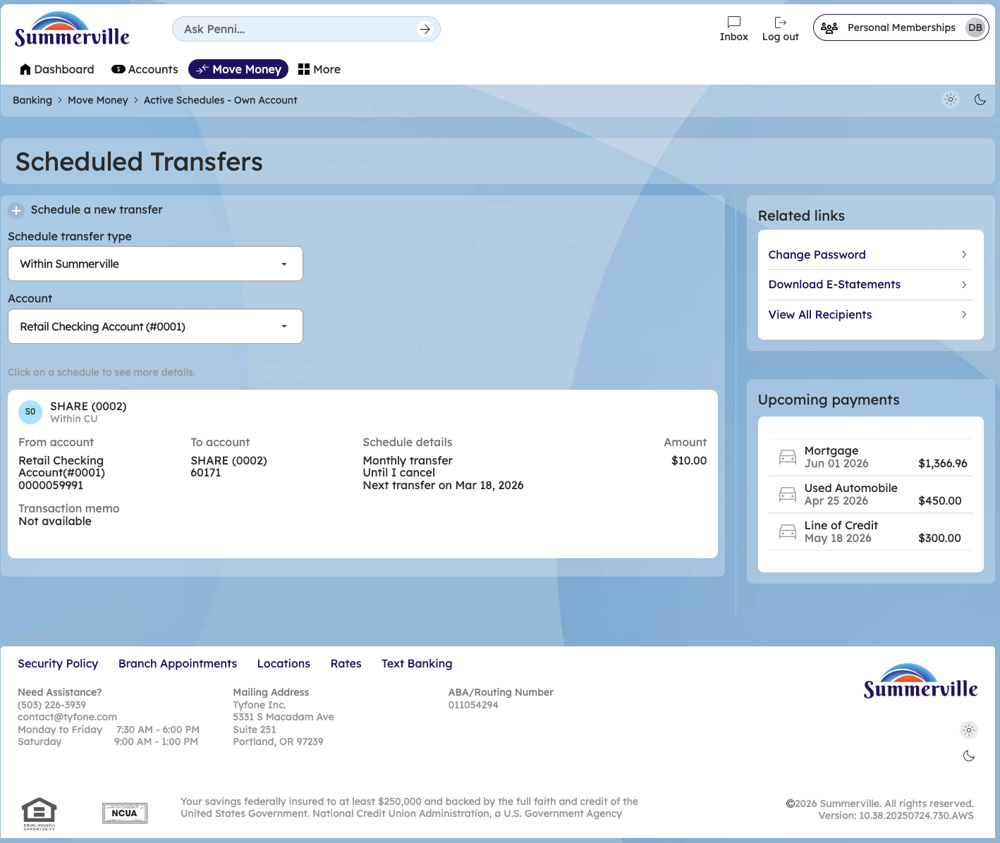 Summerville
Ask Penni...
Inbox
Log out
Personal Memberships
DB
Dashboard
Accounts
Move Money
More
Banking > Move Money > Active Schedules - Own Account
Scheduled Transfers
Schedule a new transfer
Schedule transfer type
Within Summerville
Account
Retail Checking Account (#0001)
Click on a schedule to see more details.
S0
SHARE (0002)
Within CU
From account
Retail Checking
Account(#0001)
0000059991
To account
SHARE (0002)
60171
Schedule details
Monthly transfer
Until I cancel
Next transfer on Mar 18, 2026
Amount
$10.00
Transaction memo
Not available
Related links
Change Password
Download E-Statements
View All Recipients
Upcoming payments
Mortgage
Jun 01 2026 $1,366.96
Used Automobile
Apr 25 2026 $450.00
Line of Credit
May 18 2026 $300.00
Security Policy
Branch Appointments
Locations
Rates
Text Banking
Need Assistance?
(503) 226-3939
contact@tyfone.com
Monday to Friday 7:30 AM - 6:00 PM
Saturday 9:00 AM - 1:00 PM
Mailing Address
Tyfone Inc.
5331 S Macadam Ave
Suite 251
Portland, OR 97239
ABA/Routing Number
011054294
Summerville
EQUAL HOUSING
OPPORTUNITY
NCUA
Your savings federally insured to at least $250,000 and backed by the full faith and credit of the
United States Government. National Credit Union Administration, a U.S. Government Agency
©2026 Summerville. All rights reserved.
Version: 10.38.20250724.730.AWS